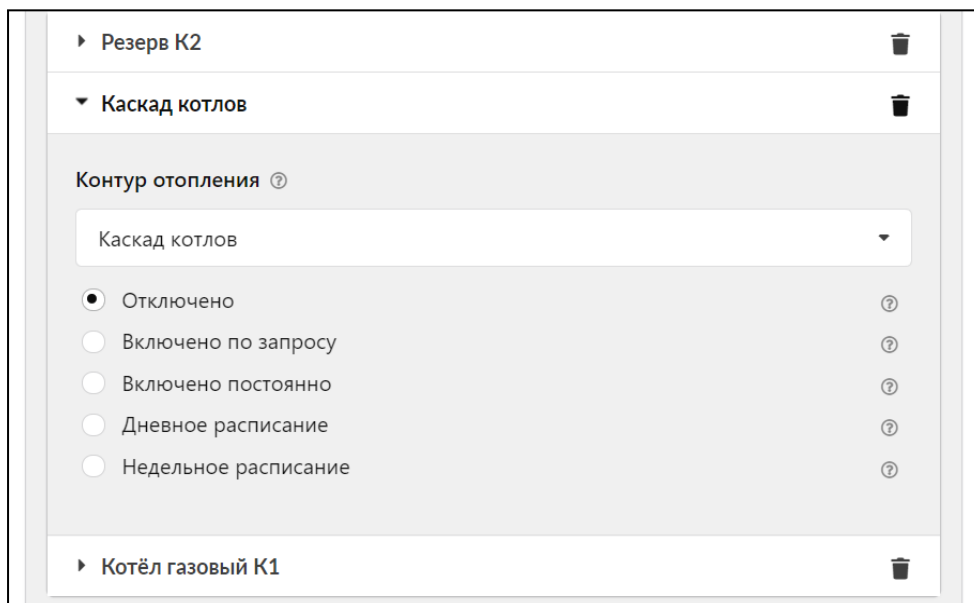 Резерв К2
Каскад котлов
Контур отопления ?
Каскад котлов
Отключено ?
Включено по запросу ?
Включено постоянно ?
Дневное расписание ?
Недельное расписание ?
Котёл газовый К1